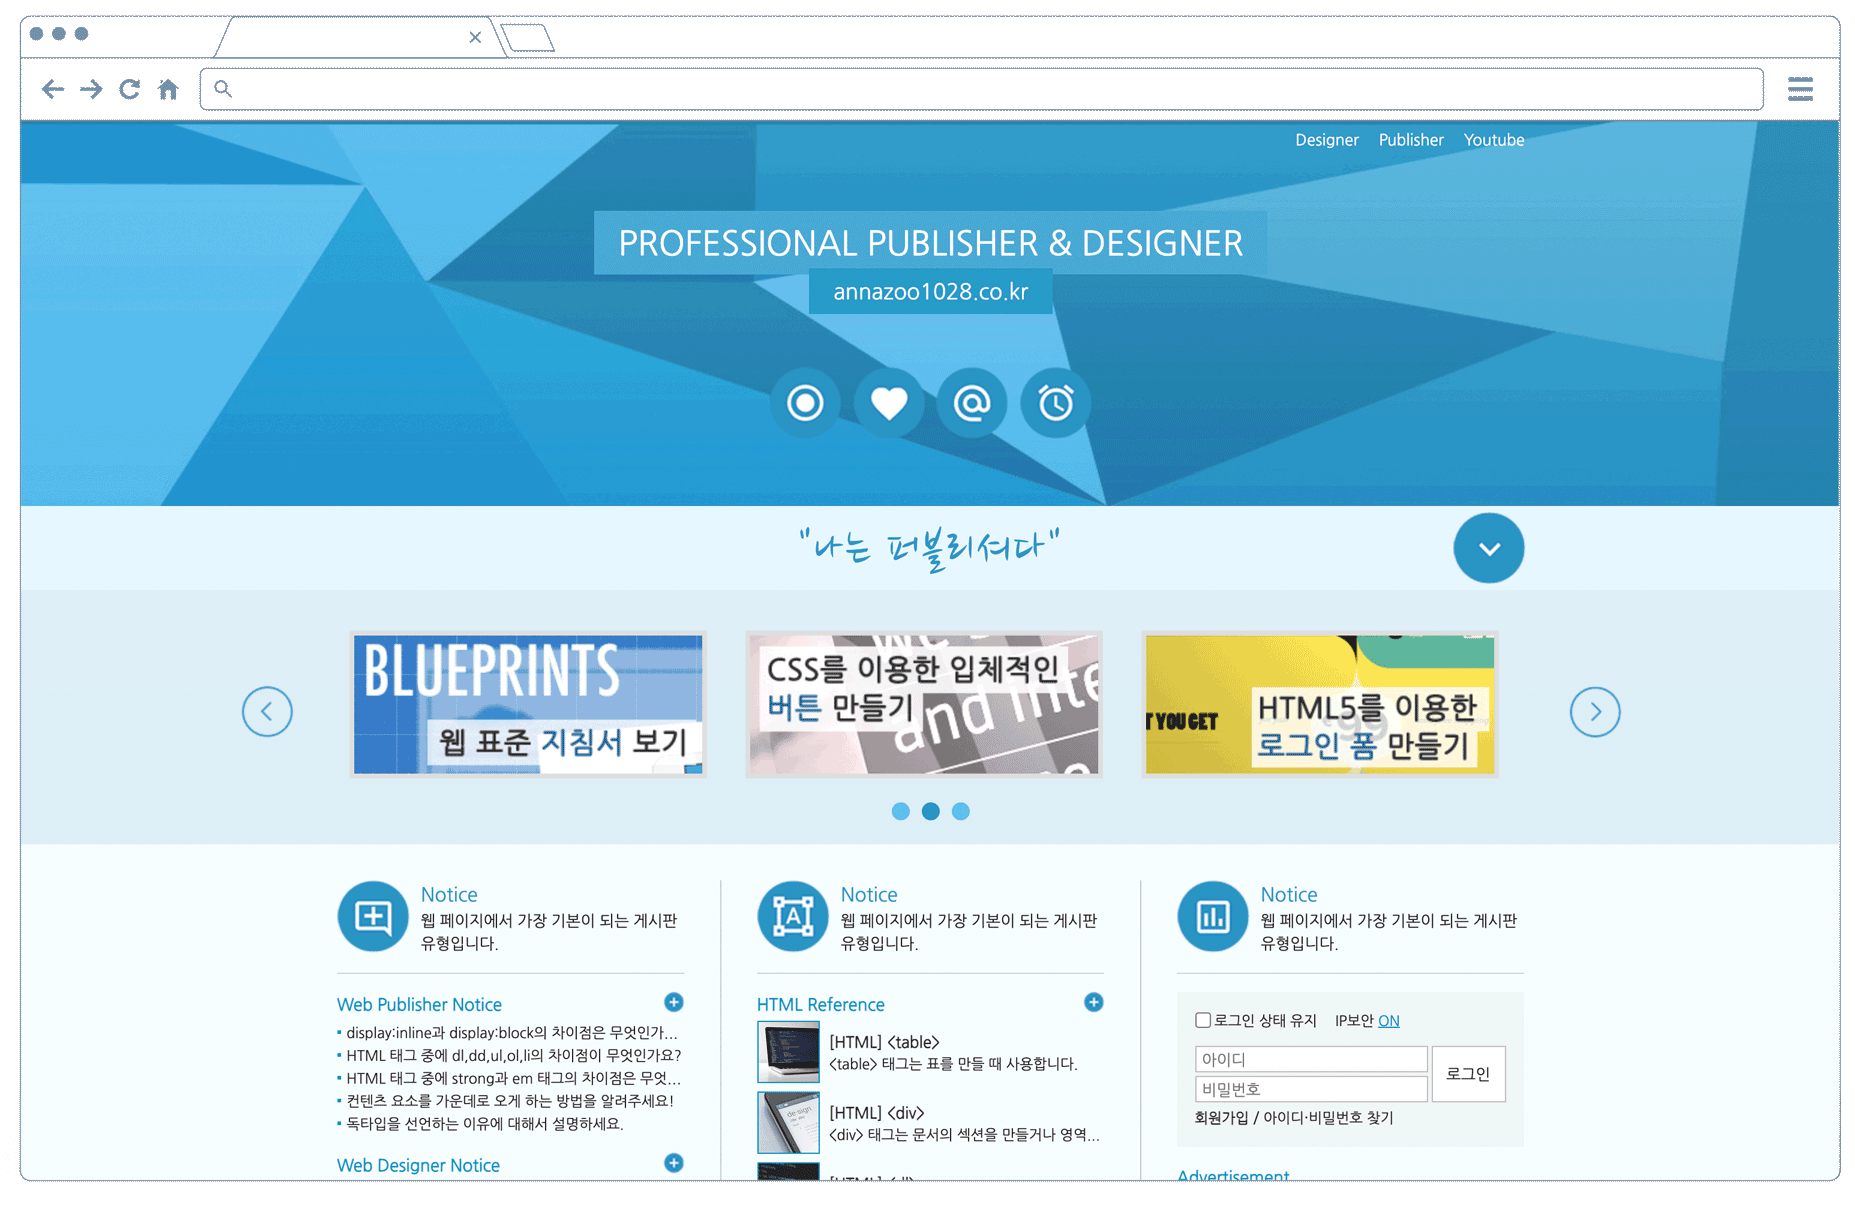 Designer Publisher Youtube
PROFESSIONAL PUBLISHER & DESIGNER
annazoo1028.co.kr
"나는 퍼블리셔다"
BLUEPRINTS
웹 표준 지침서 보기
CSS를 이용한 입체적인
버튼 만들기
and inte
T YOU GET
HTML5를 이용한
로그인 폼 만들기
Notice
웹 페이지에서 가장 기본이 되는 게시판
유형입니다.
Web Publisher Notice
display:inline과 display:block의 차이점은 무엇인가...
HTML 태그 중에 dl,dd,ul,ol,li의 차이점이 무엇인가요?
HTML 태그 중에 strong과 em 태그의 차이점은 무엇...
컨텐츠 요소를 가운데로 오게 하는 방법을 알려주세요!
독타입을 선언하는 이유에 대해서 설명하세요.
Web Designer Notice
Notice
웹 페이지에서 가장 기본이 되는 게시판
유형입니다.
HTML Reference
[HTML] <table>
<table> 태그는 표를 만들 때 사용합니다.
[HTML] <div>
<div> 태그는 문서의 섹션을 만들거나 영역...
Notice
웹 페이지에서 가장 기본이 되는 게시판
유형입니다.
로그인 상태 유지 IP보안 ON
아이디
비밀번호
로그인
회원가입 / 아이디·비밀번호 찾기
Advertisement